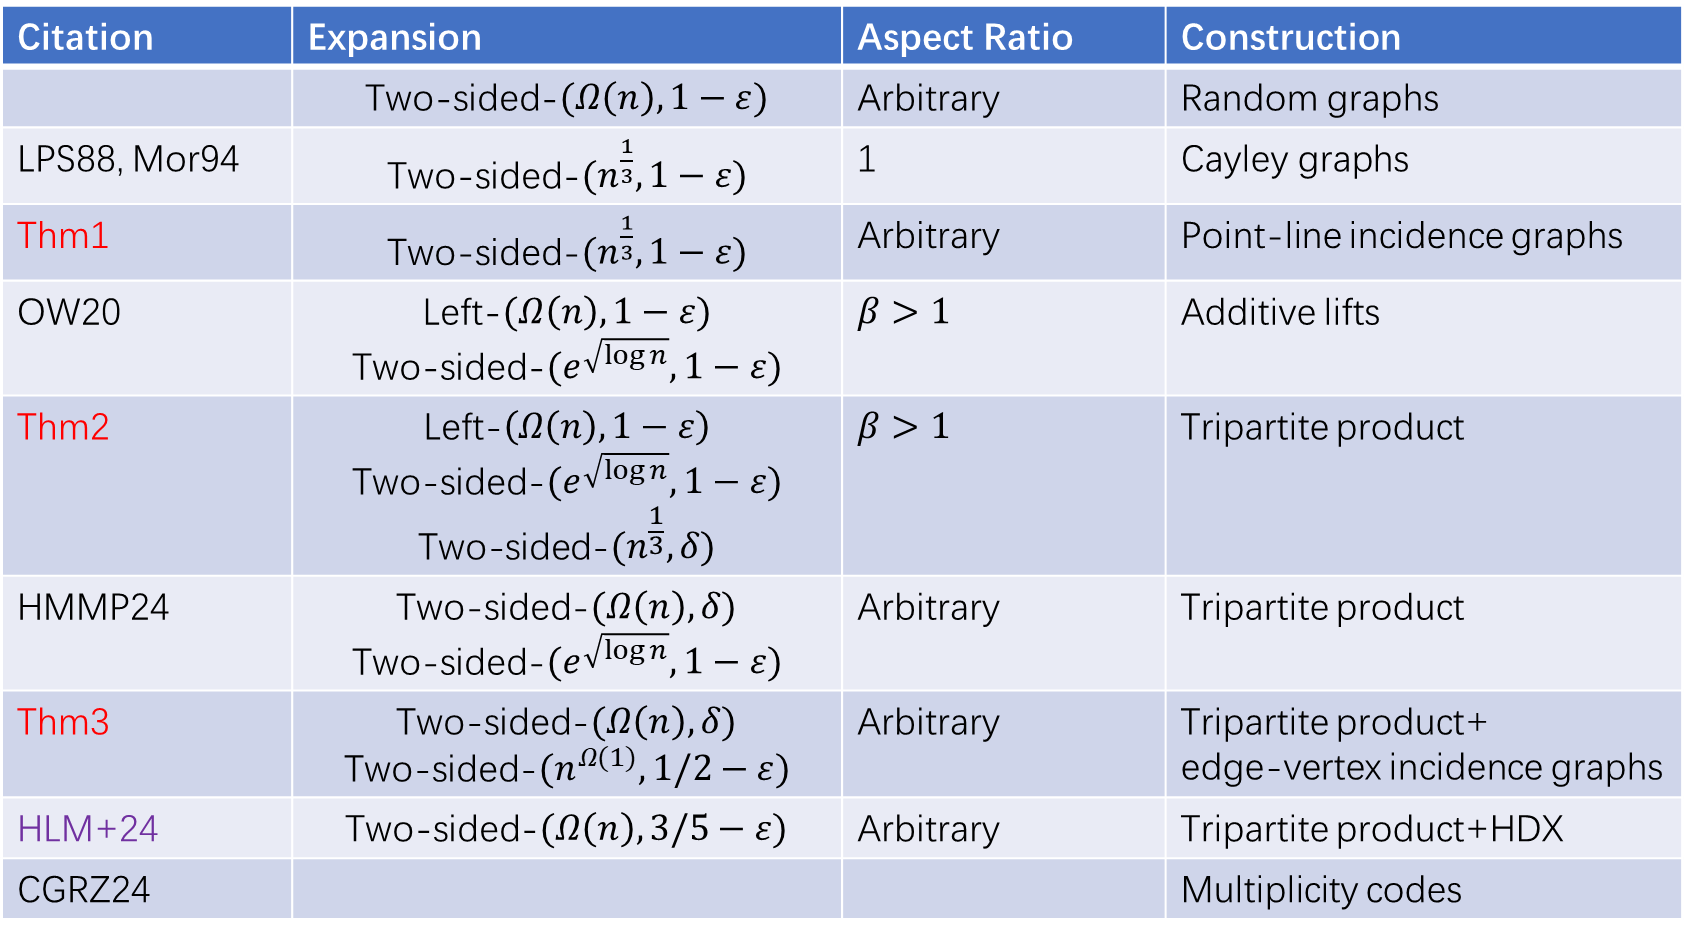 Citation Expansion Aspect Ratio Construction
Two-sided-(Ω(n), 1 − ε) Arbitrary Random graphs
LPS88, Mor94 Two-sided-(n^{1/3}, 1 − ε) 1 Cayley graphs
Thm1 Two-sided-(n^{1/3}, 1 − ε) Arbitrary Point-line incidence graphs
OW20 Left-(Ω(n), 1 − ε) β > 1 Additive lifts
Two-sided-(e^{√log n}, 1 − ε)
Thm2 Left-(Ω(n), 1 − ε) β > 1 Tripartite product
Two-sided-(e^{√log n}, 1 − ε)
Two-sided-(n^{1/3}, δ)
HMMP24 Two-sided-(Ω(n), δ) Arbitrary Tripartite product
Two-sided-(e^{√log n}, 1 − ε)
Thm3 Two-sided-(Ω(n), δ) Arbitrary Tripartite product+
Two-sided-(n^{Ω(1)}, 1/2 − ε) edge-vertex incidence graphs
HLM+24 Two-sided-(Ω(n), 3/5 − ε) Arbitrary Tripartite product+HDX
CGRZ24 Multiplicity codes